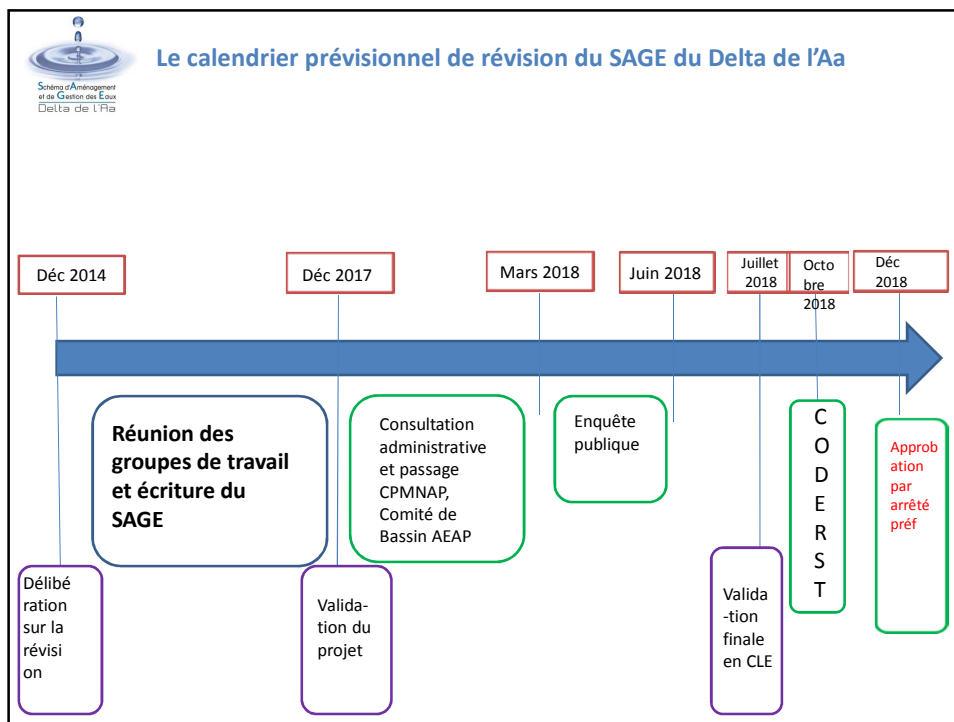 Le calendrier prévisionnel de révision du SAGE du Delta de l'Aa
Schéma d'Aménagement
et de Gestion des Eaux
Delta de l'Aa
Déc 2014
Déc 2017
Mars 2018
Juin 2018
Juillet
2018
Octo
bre
2018
Déc
2018
Réunion des
groupes de travail
et écriture du
SAGE
Consultation
administrative
et passage
CPMNAP,
Comité de
Bassin AEAP
Enquête
publique
C
O
D
E
R
S
T
Approb
ation
par
arrêté
préf
Délibé
ration
sur la
révisi
on
Valida-
tion du
projet
Valida
-tion
finale
en CLE